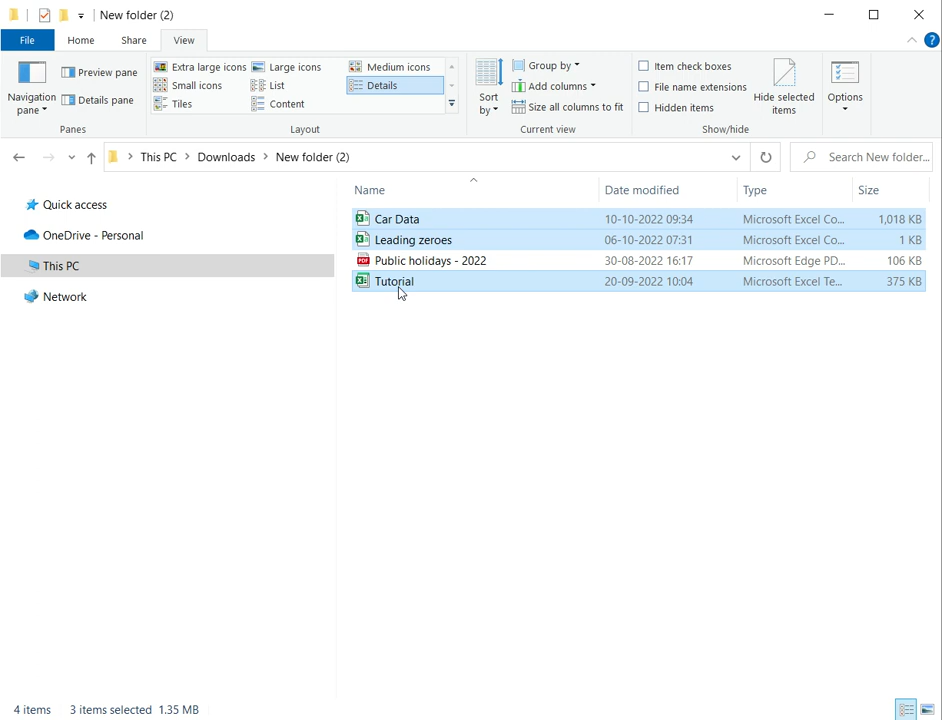 New folder (2)
File Home Share View
?
Navigation pane
Preview pane
Details pane
Panes
Extra large icons Large icons Medium icons
Small icons List Details
Tiles Content
Layout
Sort by
Group by
Add columns
Size all columns to fit
Current view
Item check boxes
File name extensions
Hidden items
Hide selected items
Show/hide
Options
This PC Downloads New folder (2)
Search New folder...
Quick access
OneDrive - Personal
This PC
Network
Name Date modified Type Size
Car Data 10-10-2022 09:34 Microsoft Excel Co... 1,018 KB
Leading zeroes 06-10-2022 07:31 Microsoft Excel Co... 1 KB
PDF Public holidays - 2022 30-08-2022 16:17 Microsoft Edge PD... 106 KB
Tutorial 20-09-2022 10:04 Microsoft Excel Te... 375 KB
4 items 3 items selected 1.35 MB